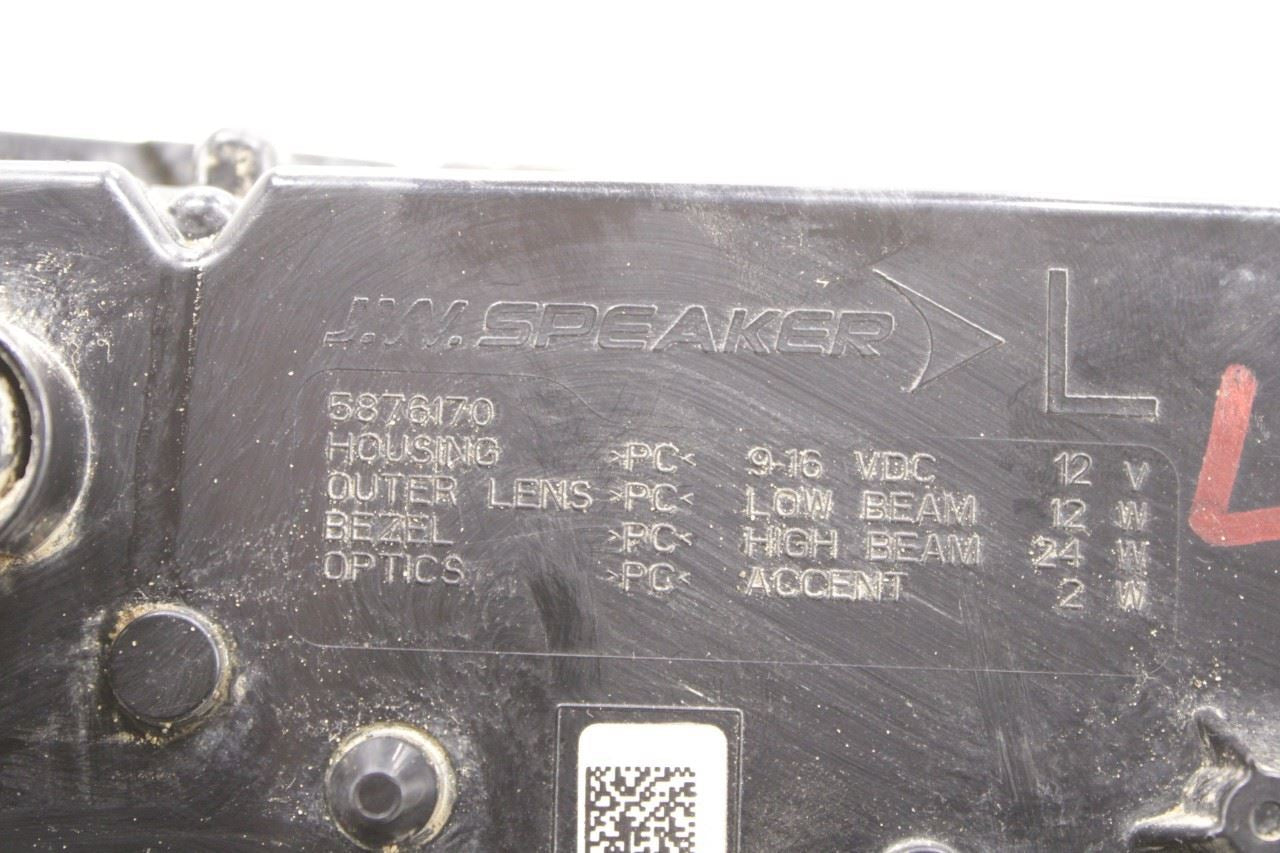 J.W. SPEAKER L
5876170
HOUSING >PC< 9-16 VDC 12 V
OUTER LENS >PC< LOW BEAM 12 W
BEZEL >PC< HIGH BEAM 24 W
OPTICS >PC< ACCENT 2 W
L